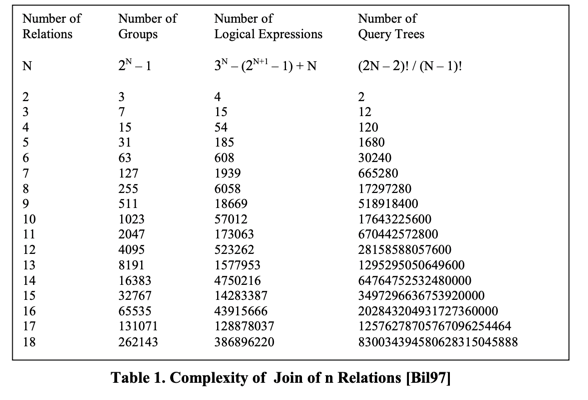 Number of Number of Number of Number of
Relations Groups Logical Expressions Query Trees
N 2^N – 1 3^N – (2^N+1 – 1) + N (2N – 2)! / (N – 1)!
2 3 4 2
3 7 15 12
4 15 54 120
5 31 185 1680
6 63 608 30240
7 127 1939 665280
8 255 6058 17297280
9 511 18669 518918400
10 1023 57012 17643225600
11 2047 173063 670442572800
12 4095 523262 28158588057600
13 8191 1577953 1295295050649600
14 16383 4750216 64764752532480000
15 32767 14283387 3497296636753920000
16 65535 43915666 202843204931727360000
17 131071 128878037 12576278705767096254464
18 262143 386896220 830034394580628315045888
Table 1. Complexity of Join of n Relations [Bil97]